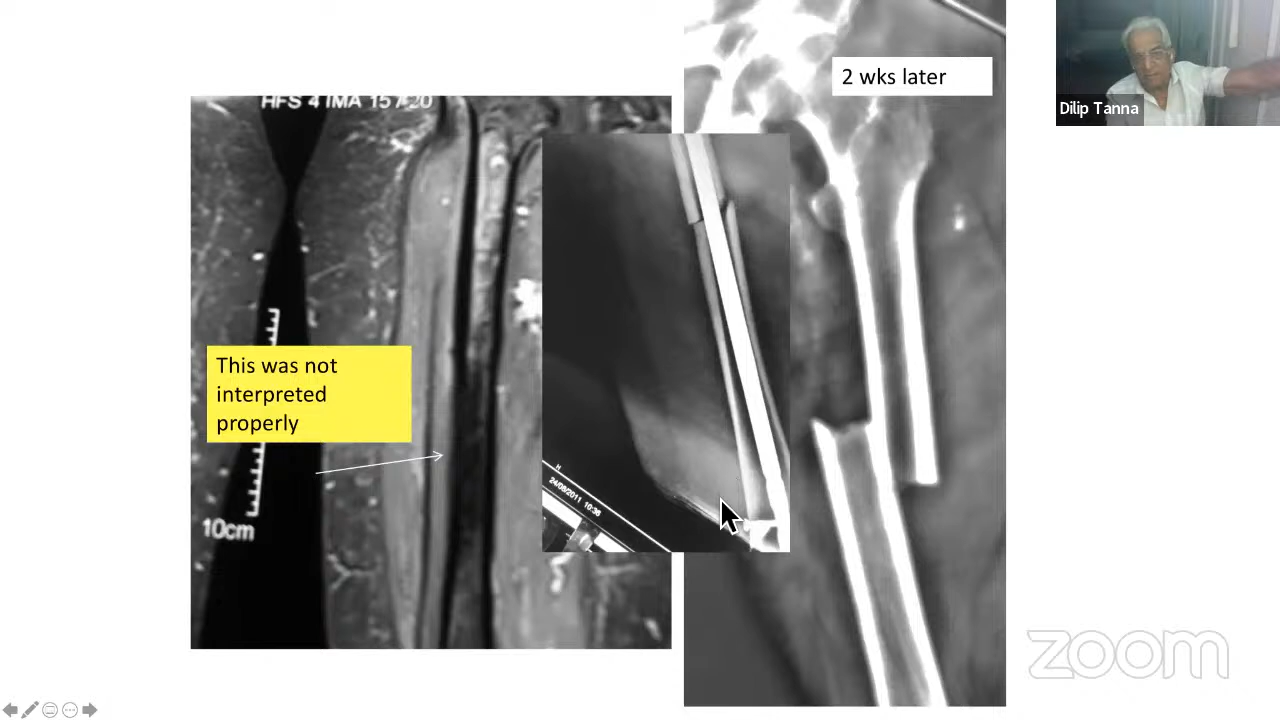 HFS 4 IMA 15 / 20
2 wks later
Dilip Tanna
This was not
interpreted
properly
10cm
H
24/08/2011 10:36
zoom